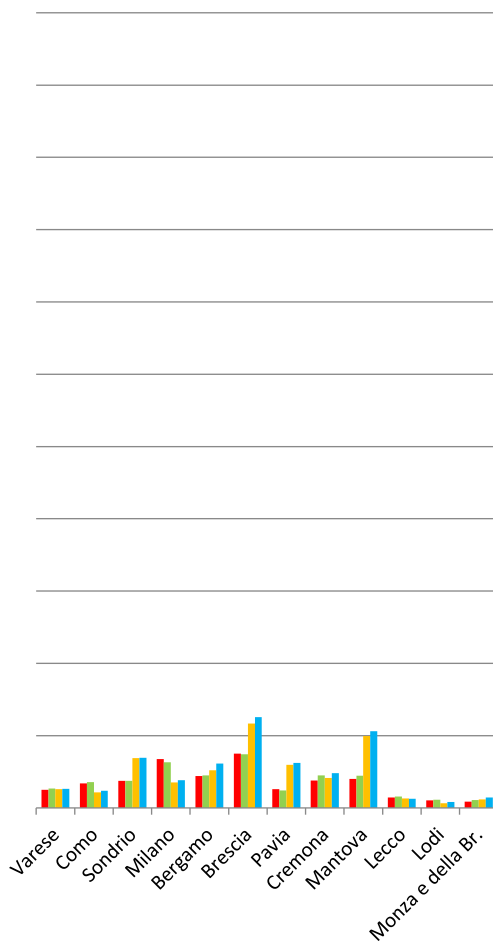 Varese
Como
Sondrio
Milano
Bergamo
Brescia
Pavia
Cremona
Mantova
Lecco
Lodi
Monza e della Br.